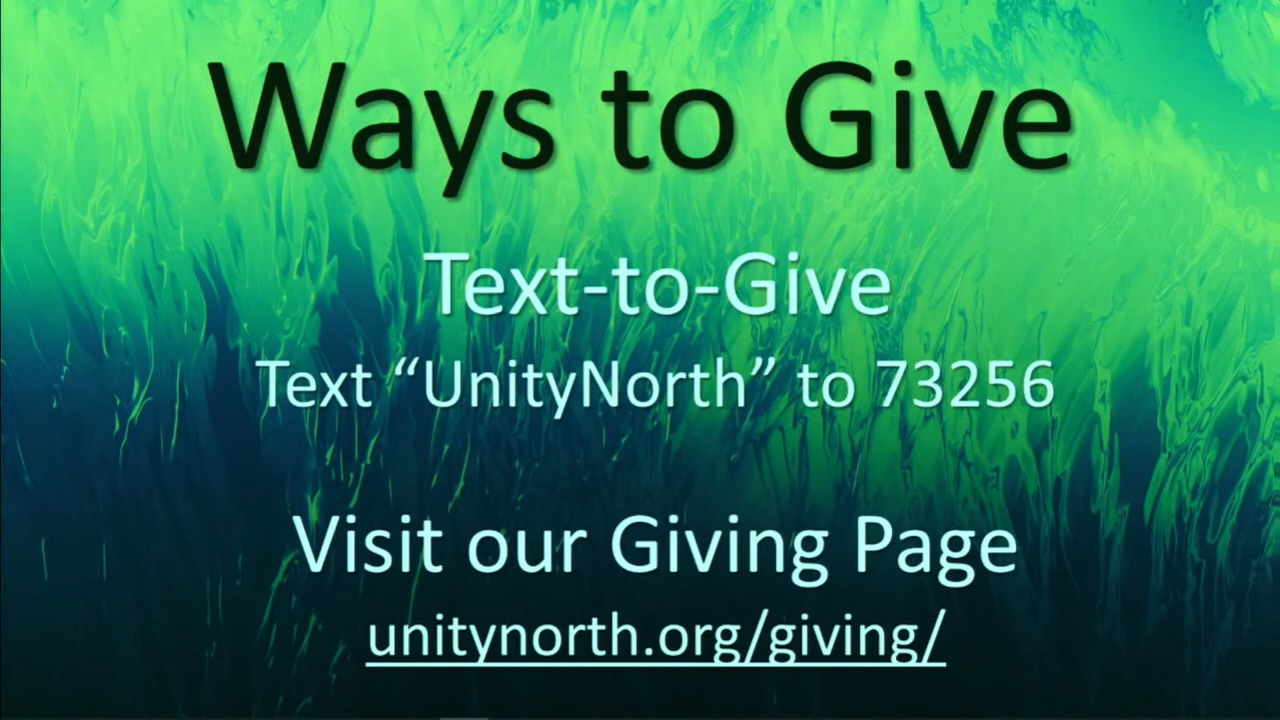 Ways to Give
Text-to-Give
Text “UnityNorth” to 73256
Visit our Giving Page
unitynorth.org/giving/